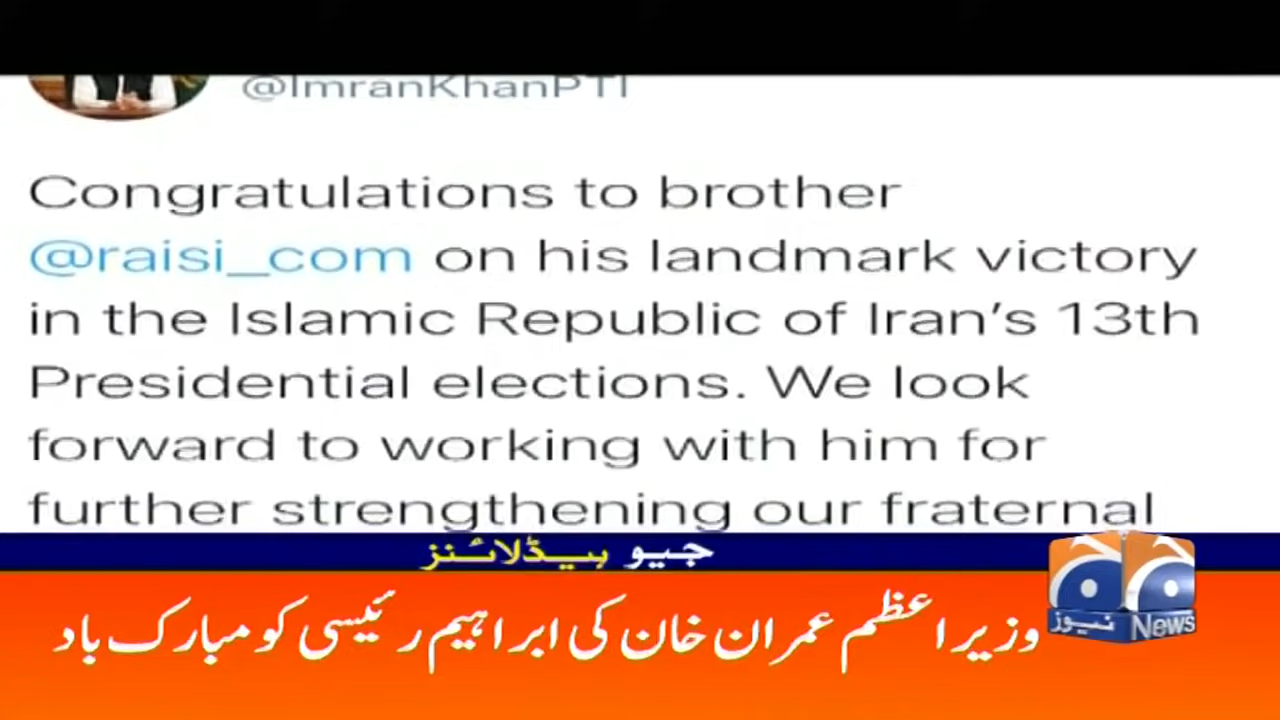 @ImranKhanPTI
Congratulations to brother
@raisi_com on his landmark victory
in the Islamic Republic of Iran's 13th
Presidential elections. We look
forward to working with him for
further strengthening our fraternal
جیو ہیڈلائنز
وزیر اعظم عمران خان کی ابراہیم رئیسی کو مبارک باد
نیوز News